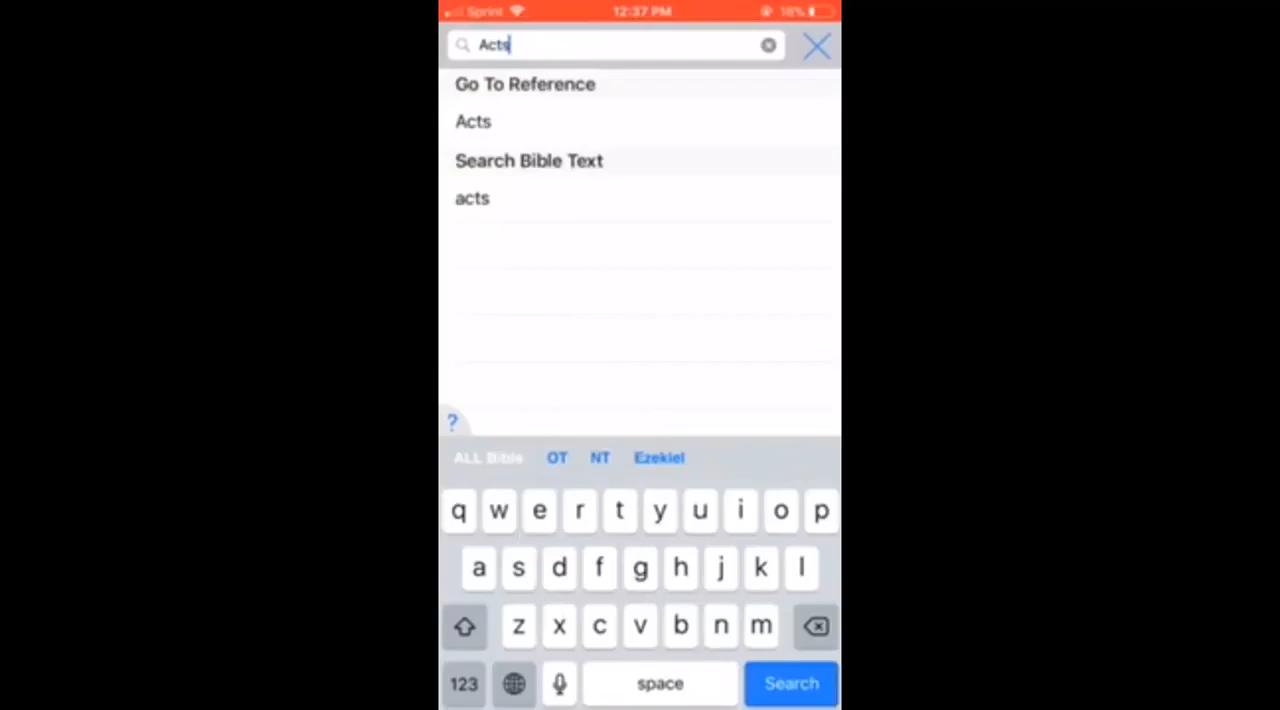 Sprint 12:37 PM 18%
Acts
Go To Reference
Acts
Search Bible Text
acts
?
ALL Bible OT NT Ezekiel
q w e r t y u i o p
a s d f g h j k l
z x c v b n m
123 space Search